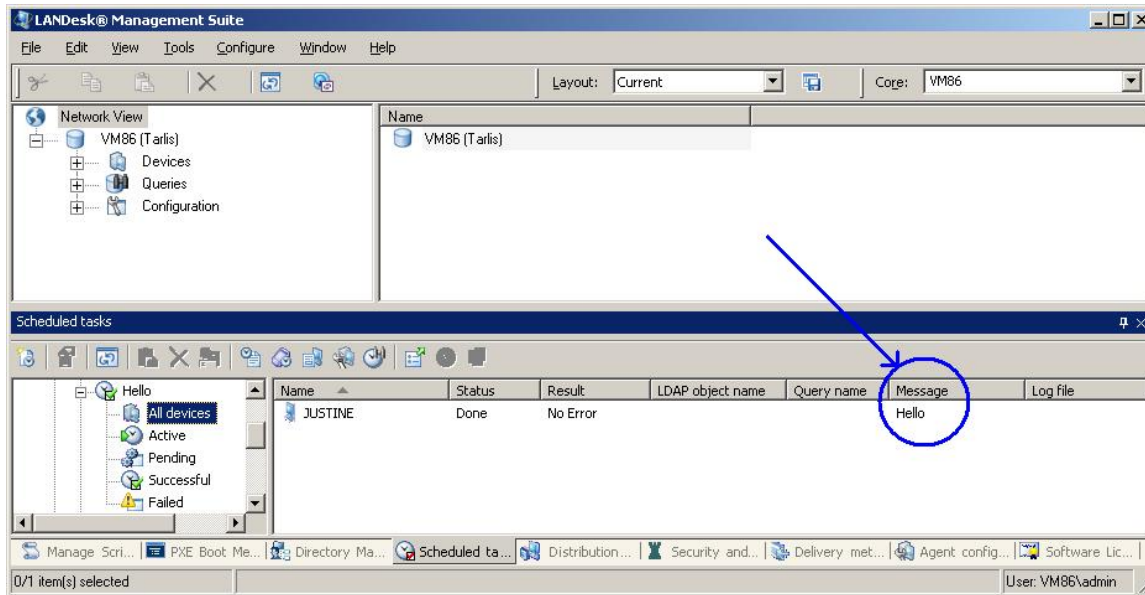 LANDesk® Management Suite
File Edit View Tools Configure Window Help
Layout: Current Core: VM86
Network View
VM86 (Tarlis)
Devices
Queries
Configuration
Name
VM86 (Tarlis)
Scheduled tasks
Hello
All devices
Active
Pending
Successful
Failed
Name Status Result LDAP object name Query name Message Log file
JUSTINE Done No Error Hello
Manage Scri... PXE Boot Me... Directory Ma... Scheduled ta... Distribution... Security and... Delivery met... Agent config... Software Lic...
0/1 item(s) selected User: VM86\admin